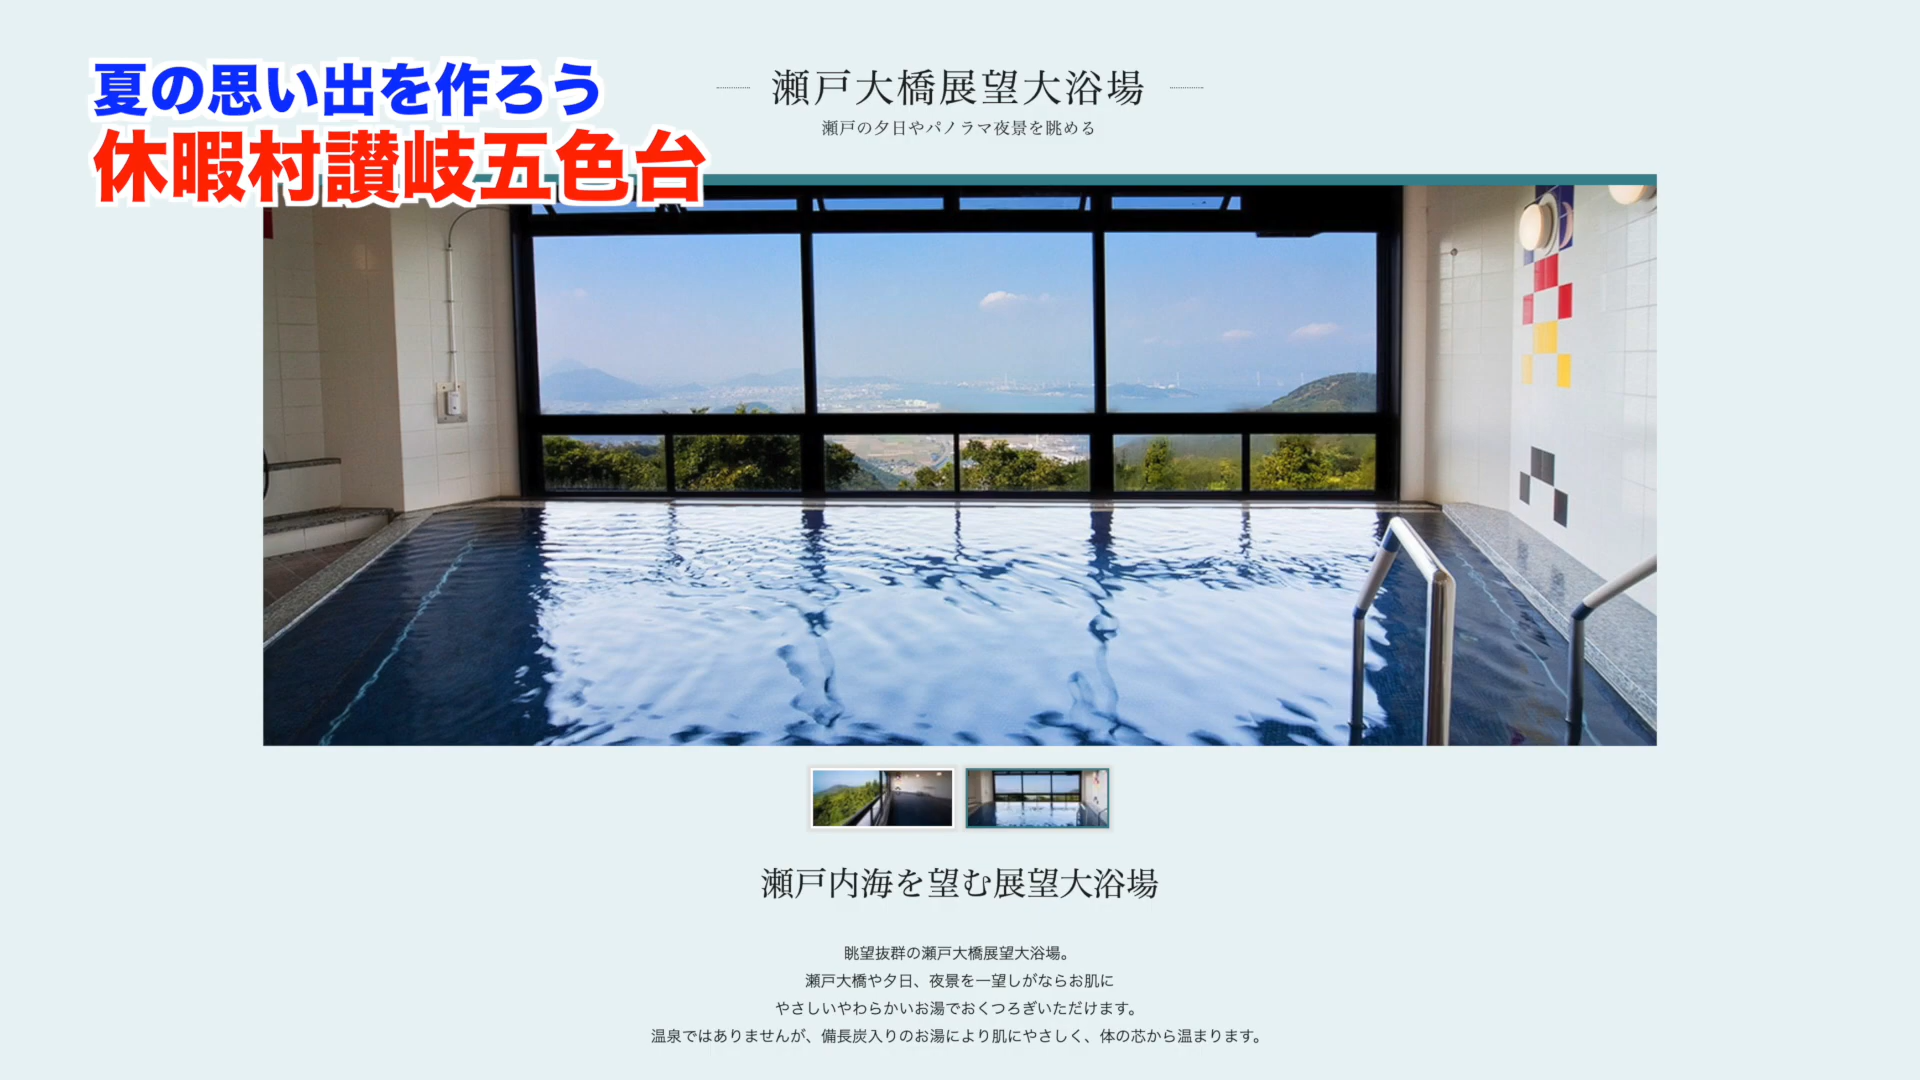 夏の思い出を作ろう
休暇村讃岐五色台
瀬戸大橋展望大浴場
瀬戸の夕日やパノラマ夜景を眺める
瀬戸内海を望む展望大浴場
眺望抜群の瀬戸大橋展望大浴場。
瀬戸大橋や夕日、夜景を一望しがならお肌に
やさしいやわらかいお湯でおくつろぎいただけます。
温泉ではありませんが、備長炭入りのお湯により肌にやさしく、体の芯から温まります。